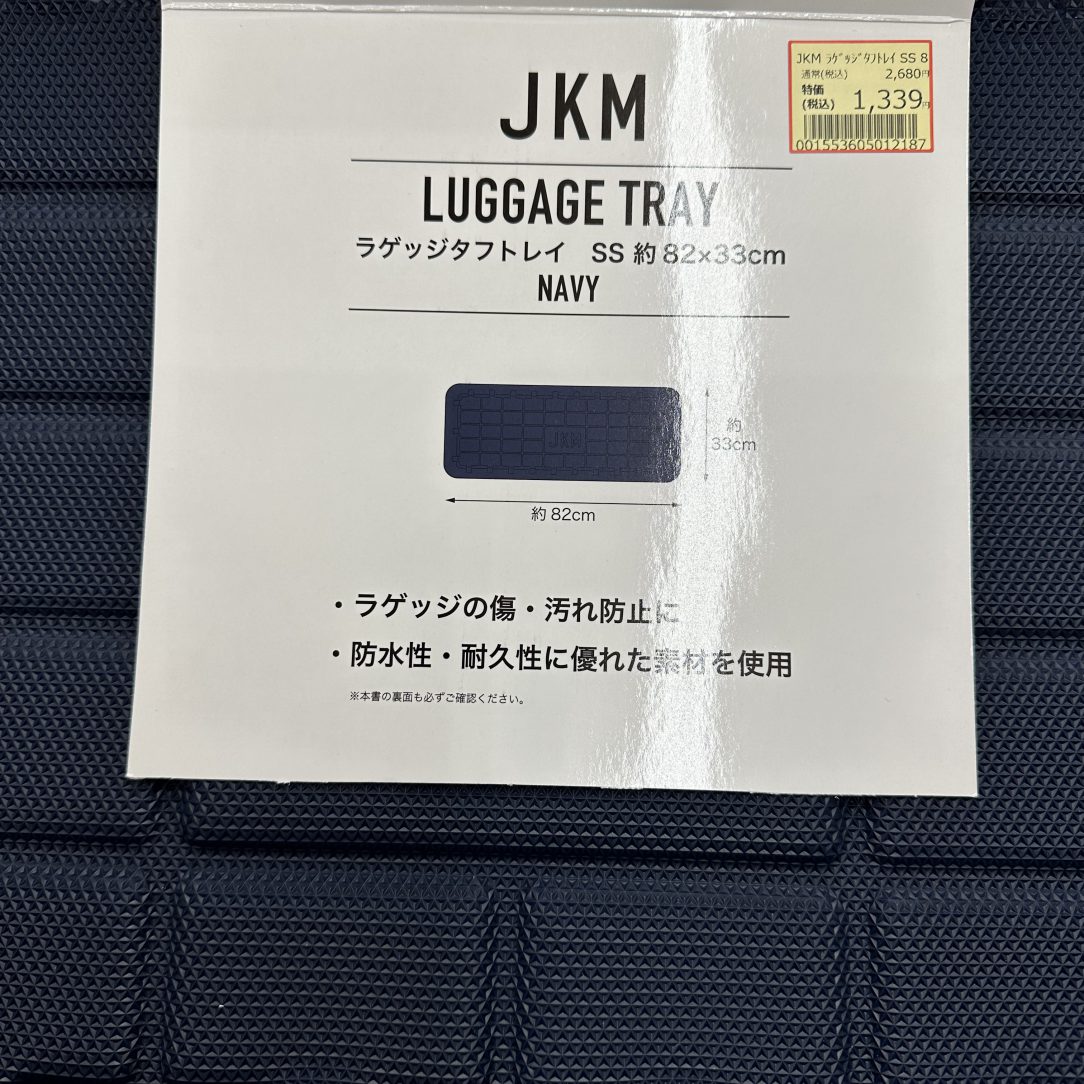 JKM ﾗｹﾞｯｼﾞﾀﾌﾄﾚｲ SS 8
通常(税込) 2,680円
特価
(税込) 1,339円
001553605012187
JKM
LUGGAGE TRAY
ラゲッジタフトレイ SS 約82×33cm
NAVY
JKM
約
33cm
約82cm
・ラゲッジの傷・汚れ防止に
・防水性・耐久性に優れた素材を使用
※本書の裏面も必ずご確認ください。